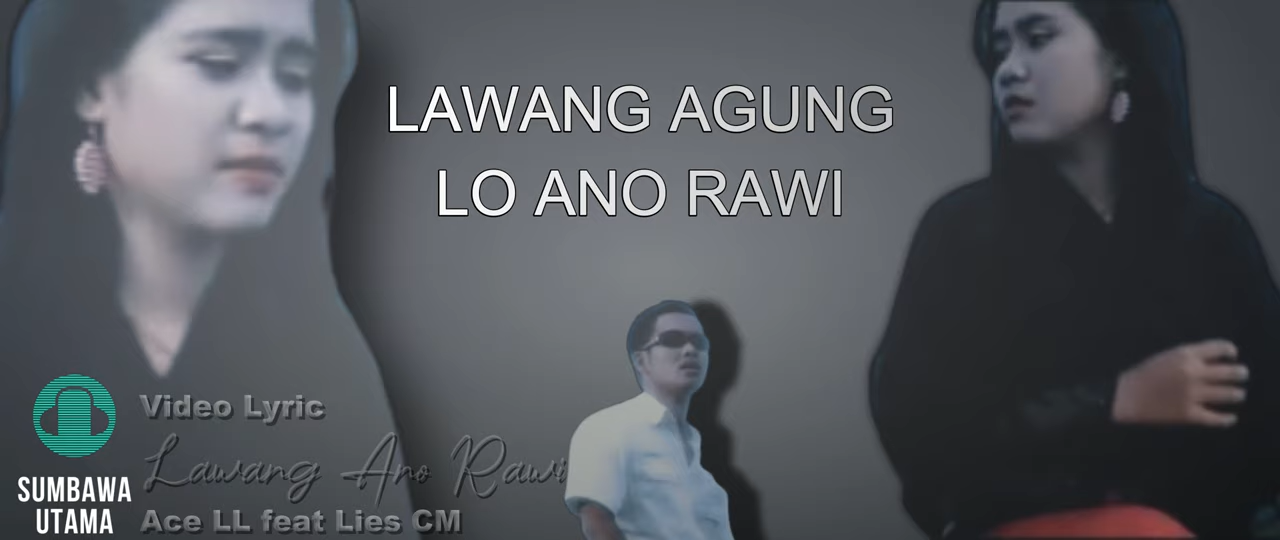 LAWANG AGUNG
LO ANO RAWI
Video Lyric
Lawang Ano Rawi
Ace LL feat Lies CM
SUMBAWA
UTAMA